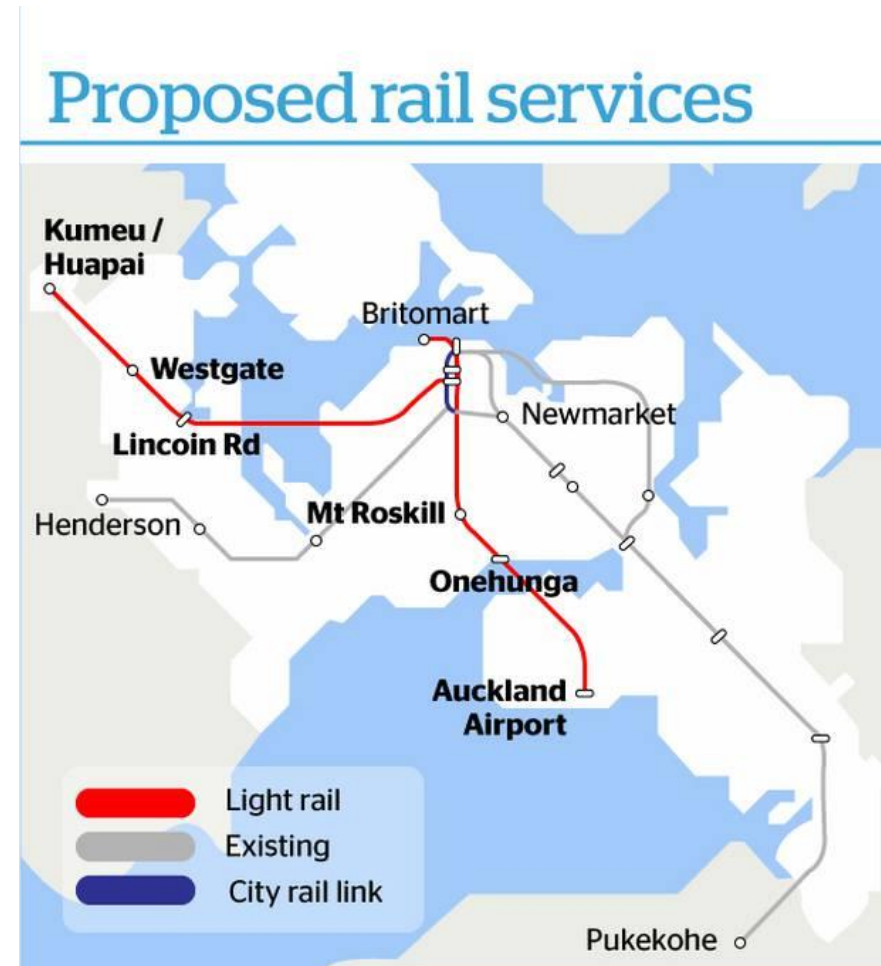 Proposed rail services
Kumeu /
Huapai
Britomart
Westgate
Newmarket
Lincoin Rd
Henderson
Mt Roskill
Onehunga
Auckland
Airport
Light rail
Existing
City rail link
Pukekohe